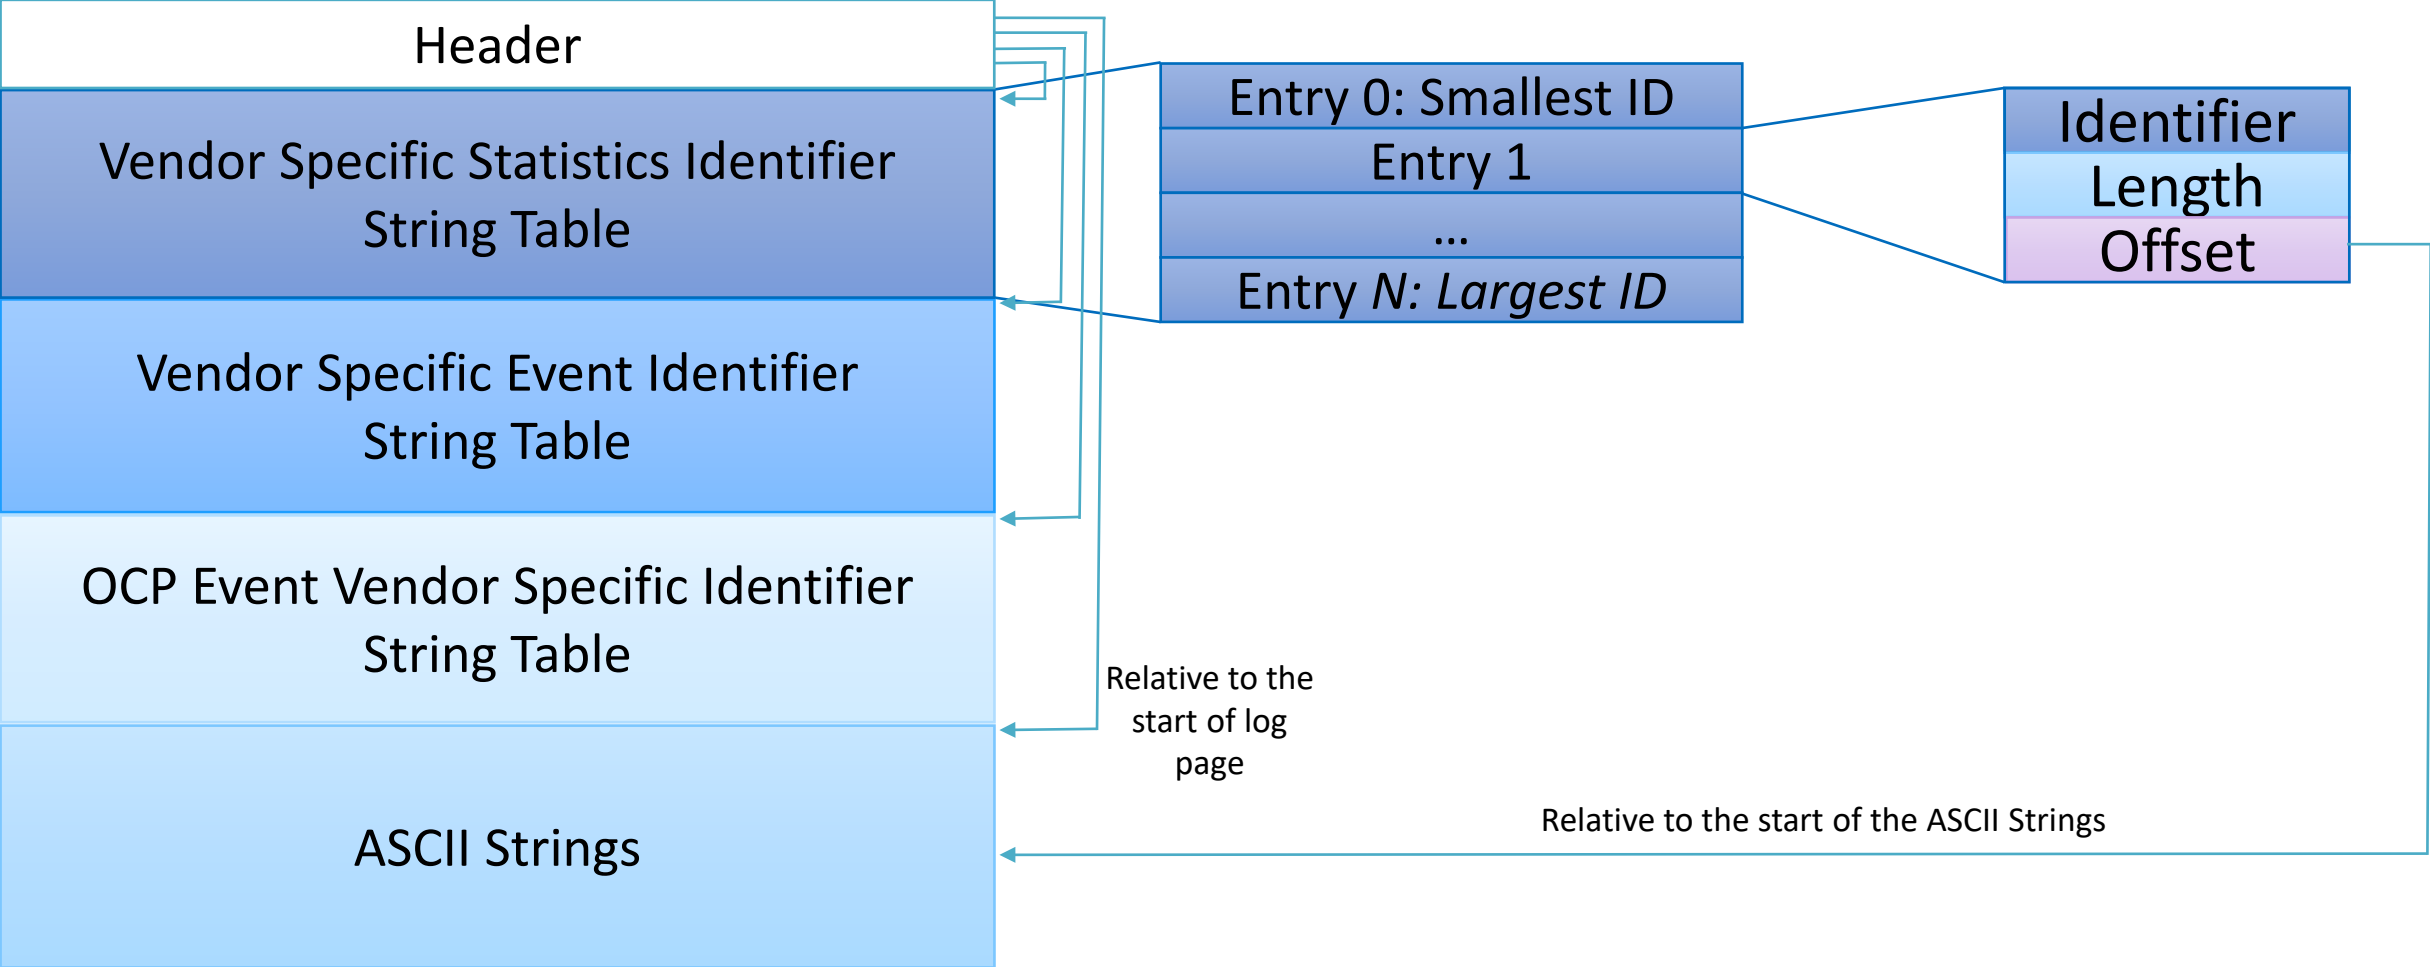 Header
Vendor Specific Statistics Identifier
String Table
Vendor Specific Event Identifier
String Table
OCP Event Vendor Specific Identifier
String Table
ASCII Strings
Entry 0: Smallest ID
Entry 1
...
Entry N: Largest ID
Identifier
Length
Offset
Relative to the
start of log
page
Relative to the start of the ASCII Strings